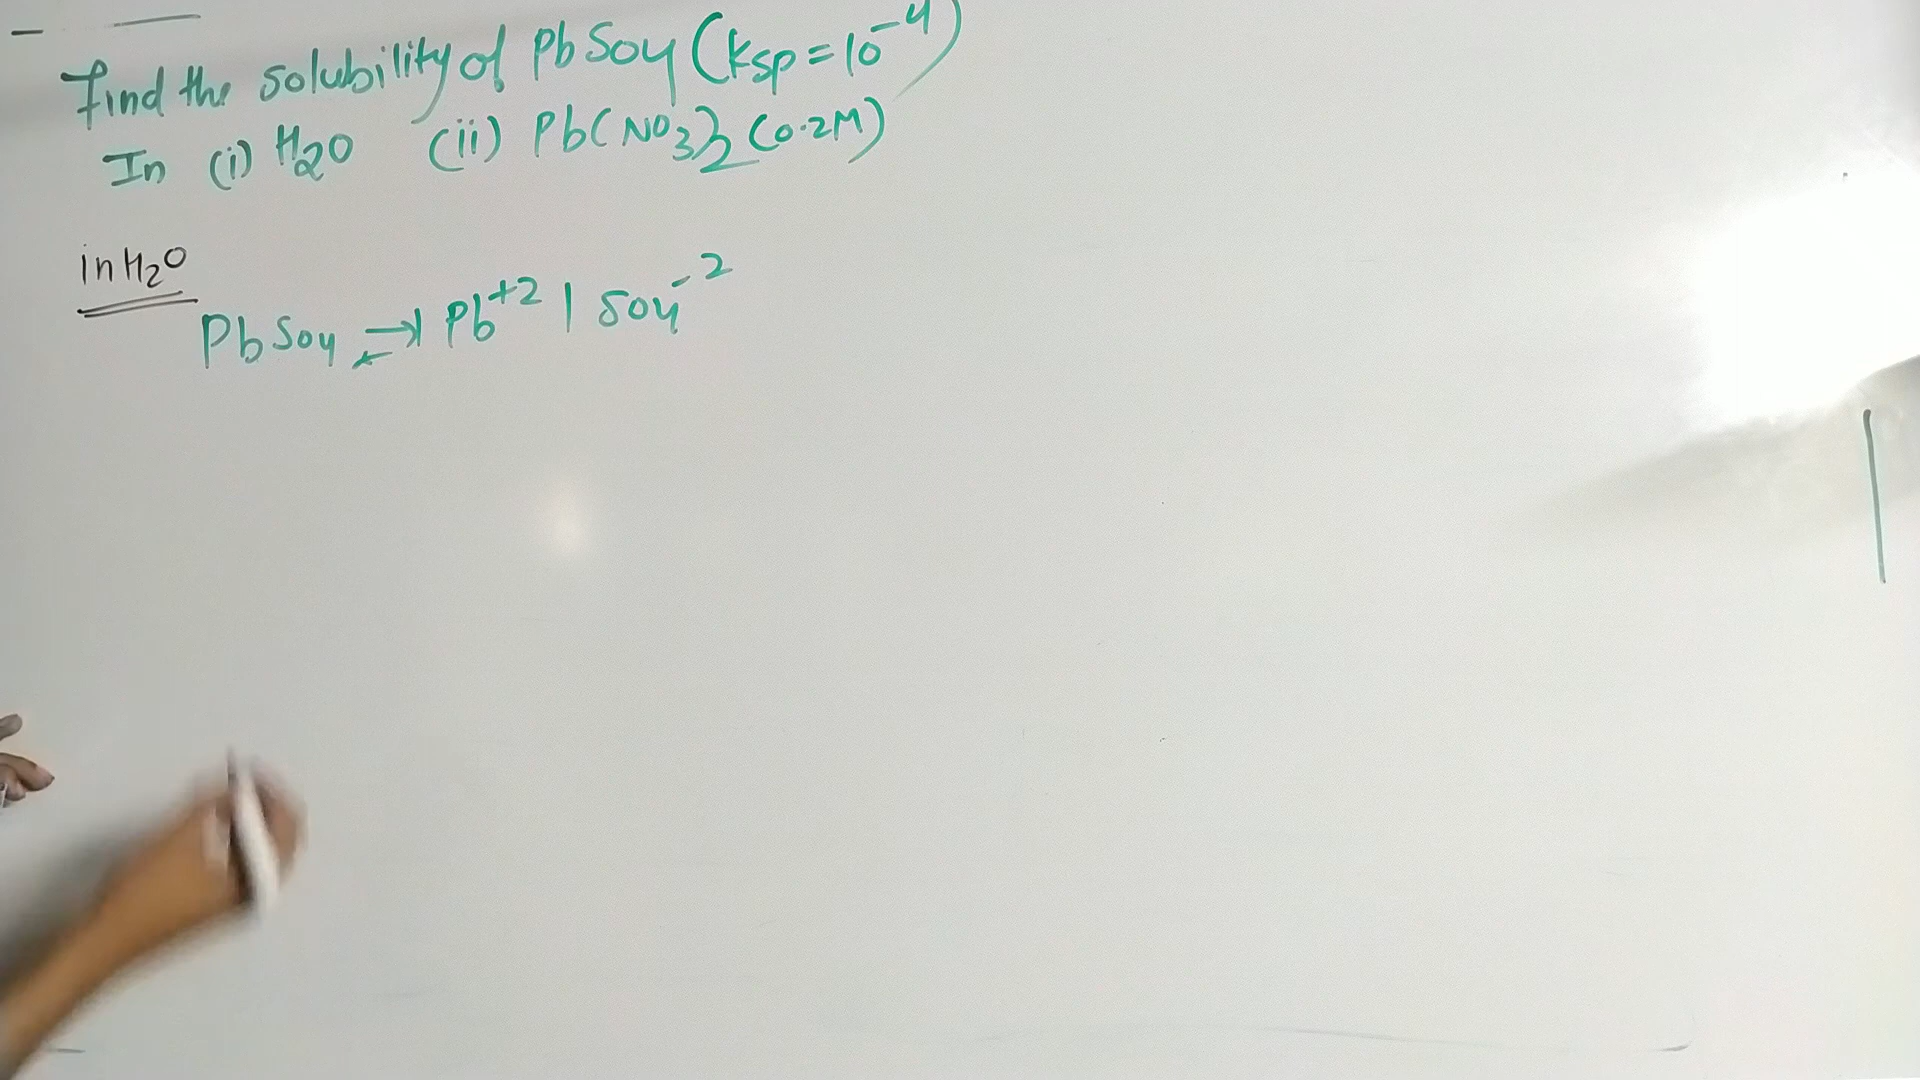 Find the solubility of PbSO4 (Ksp=10^-4)
In (i) H2O (ii) Pb(NO3)2 (0.2M)
in H2O
PbSO4 ⇌ Pb^+2 | SO4^-2